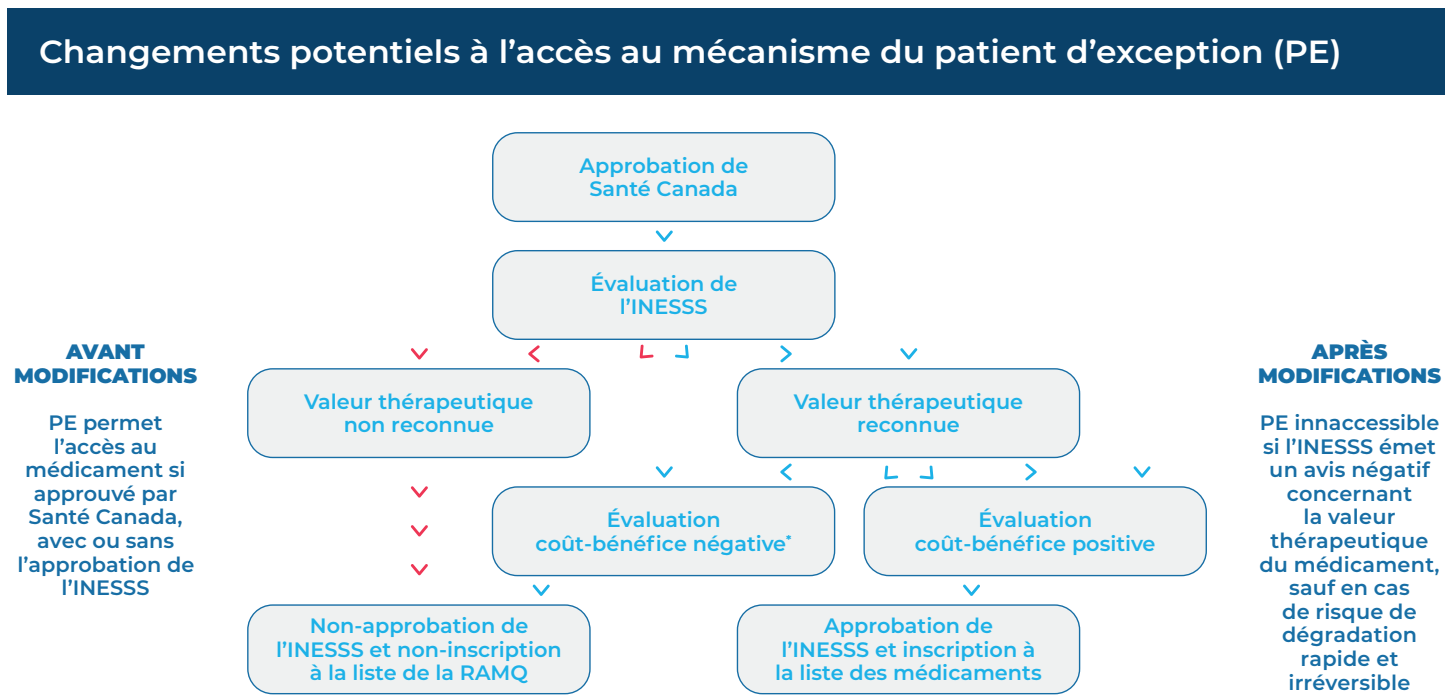 Changements potentiels à l'accès au mécanisme du patient d'exception (PE)
Approbation de
Santé Canada
Évaluation de
l'INESSS
AVANT
MODIFICATIONS
PE permet
l'accès au
médicament si
approuvé par
Santé Canada,
avec ou sans
l'approbation de
l'INESSS
Valeur thérapeutique
non reconnue
Valeur thérapeutique
reconnue
Évaluation
coût-bénéfice négative*
Évaluation
coût-bénéfice positive
Non-approbation de
l'INESSS et non-inscription
à la liste de la RAMQ
Approbation de
l'INESSS et inscription à
la liste des médicaments
APRÈS
MODIFICATIONS
PE innaccessible
si l'INESSS émet
un avis négatif
concernant
la valeur
thérapeutique
du médicament,
sauf en cas
de risque de
dégradation
rapide et
irréversible